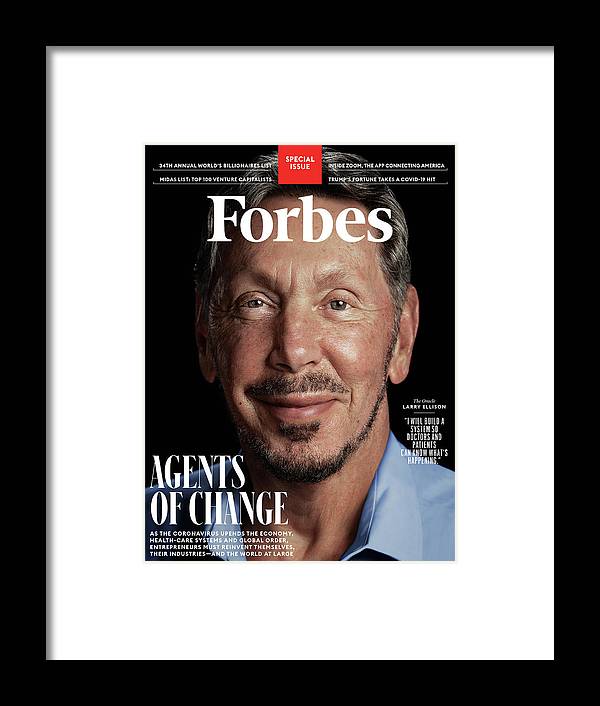 34TH ANNUAL WORLD'S BILLIONAIRES LIST
MIDAS LIST: TOP 100 VENTURE CAPITALISTS
SPECIAL
ISSUE
INSIDE ZOOM, THE APP CONNECTING AMERICA
TRUMP'S FORTUNE TAKES A COVID-19 HIT
Forbes
The Oracle
LARRY ELLISON
"I WILL BUILD A
SYSTEM SO
DOCTORS AND
PATIENTS
CAN KNOW WHAT'S
HAPPENING."
AGENTS
OF CHANGE
AS THE CORONAVIRUS UPENDS THE ECONOMY,
HEALTH-CARE SYSTEMS AND GLOBAL ORDER,
ENTREPRENEURS MUST REINVENT THEMSELVES,
THEIR INDUSTRIES—AND THE WORLD AT LARGE